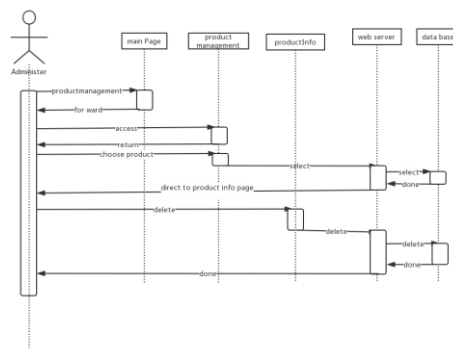 main Page
product
management
productInfo
web server
data base
Administer
productmanagement
for ward
access
return
choose product
select
select
done
direct to product info page
delete
delete
delete
done
done